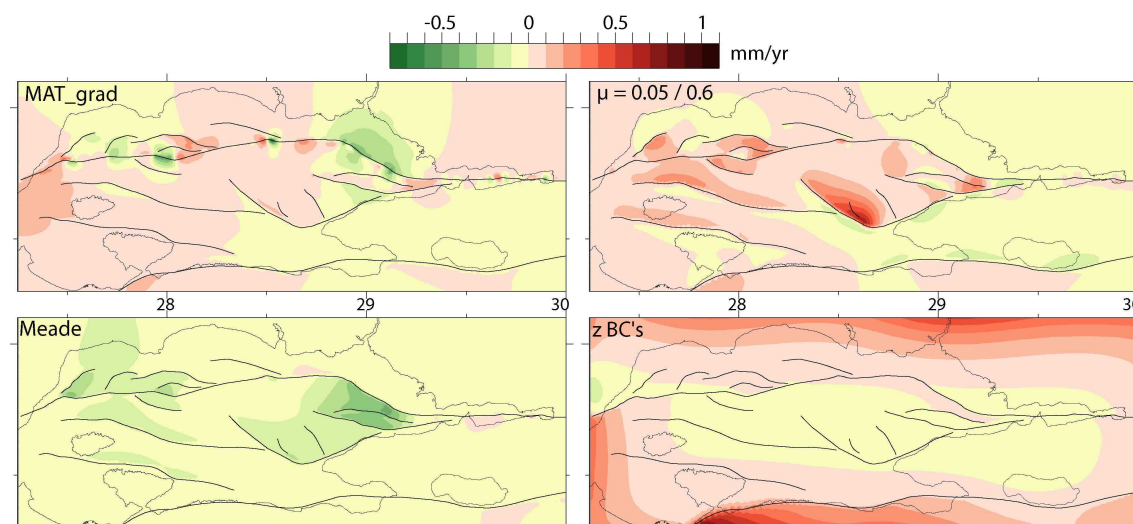 -0.5 0 0.5 1
mm/yr
MAT_grad
μ = 0.05 / 0.6
28 29 30
28 29 30
Meade
z BC's